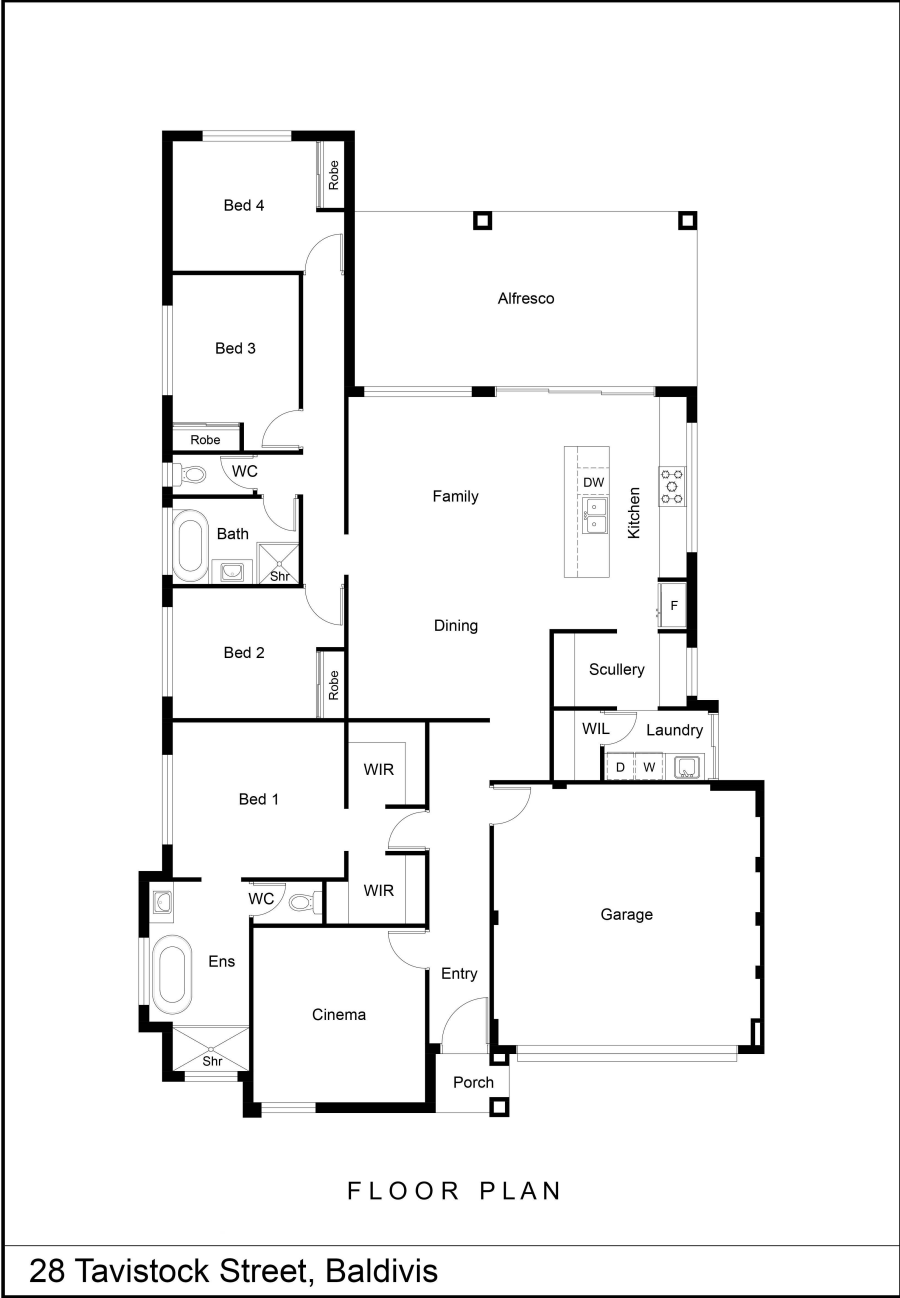 Robe
Bed 4
Alfresco
Bed 3
Robe
WC
DW
Family
Kitchen
Bath
Shr
F
Dining
Bed 2
Scullery
Robe
WIL
Laundry
WIR
D
W
Bed 1
WIR
WC
Garage
Ens
Entry
Cinema
Shr
Porch
FLOOR PLAN
28 Tavistock Street, Baldivis